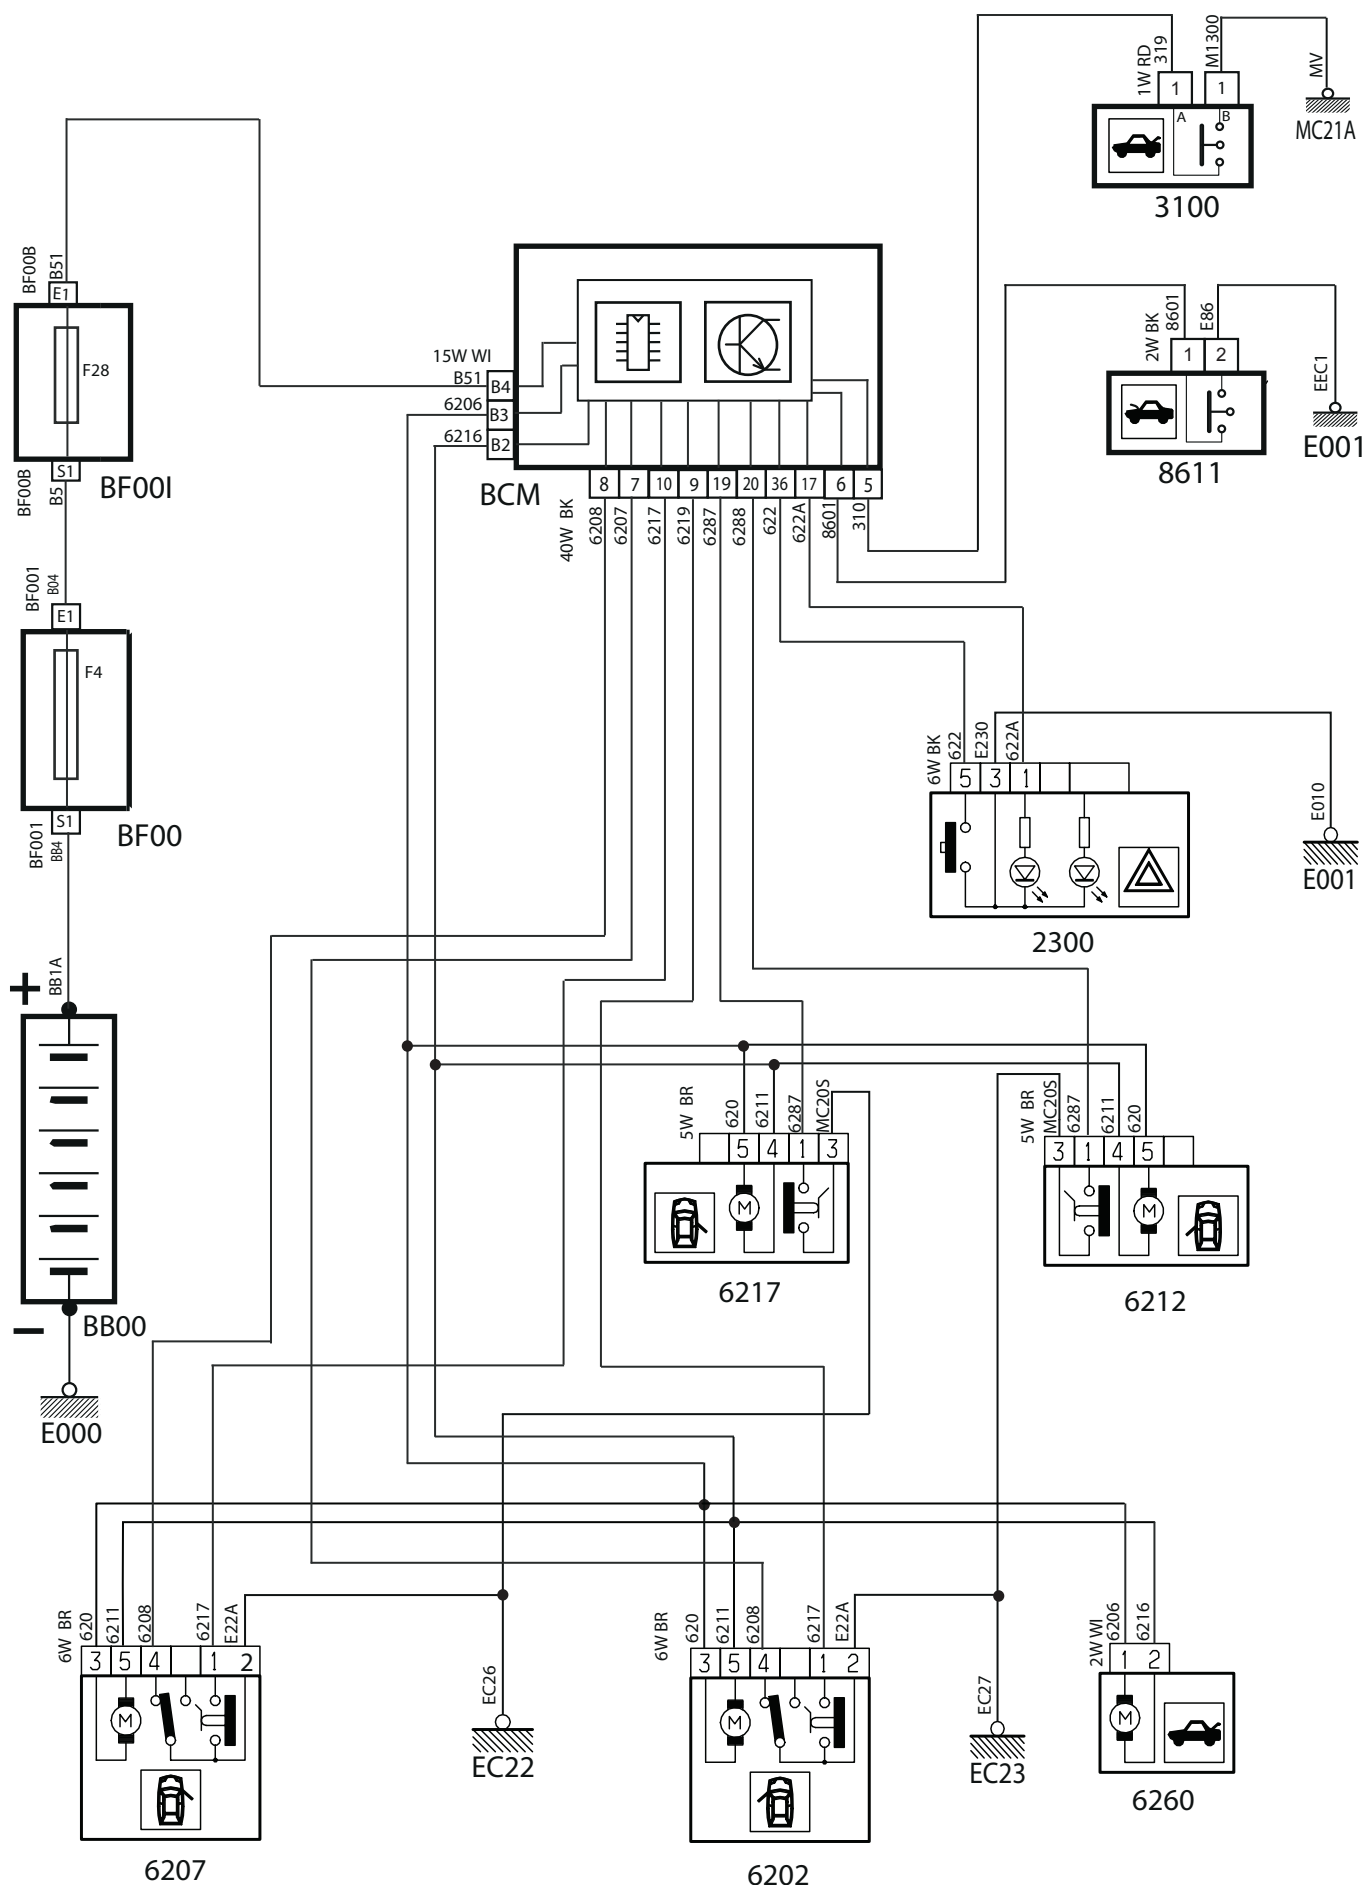 1W RD
319
M1300
MV
1
1
A
B
MC21A
3100
BF00B
B51
E1
F28
S1
BF00B
B5
BF00I
15W WI
B51
B4
6206
B3
6216
B2
BCM
8
7
10
9
19
20
36
17
6
5
40W BK
6208
6207
6217
6219
6287
6288
622
622A
8601
310
2W BK
8601
E86
1
2
EEC1
E001
8611
BF001
B04
E1
F4
S1
BF001
BB4
BF00
6W BK
622
E230
622A
5
3
1
E010
E001
2300
+
BB1A
−
BB00
E000
5W BR
620
6211
6287
MC20S
5
4
1
3
M
6217
5W BR
MC20S
6287
6211
620
3
1
4
5
M
6212
6W BR
620
6211
6208
6217
E22A
3
5
4
1
2
M
6207
EC26
EC22
6W BR
620
6211
6208
6217
E22A
3
5
4
1
2
M
6202
EC27
EC23
2W WI
6206
6216
1
2
M
6260